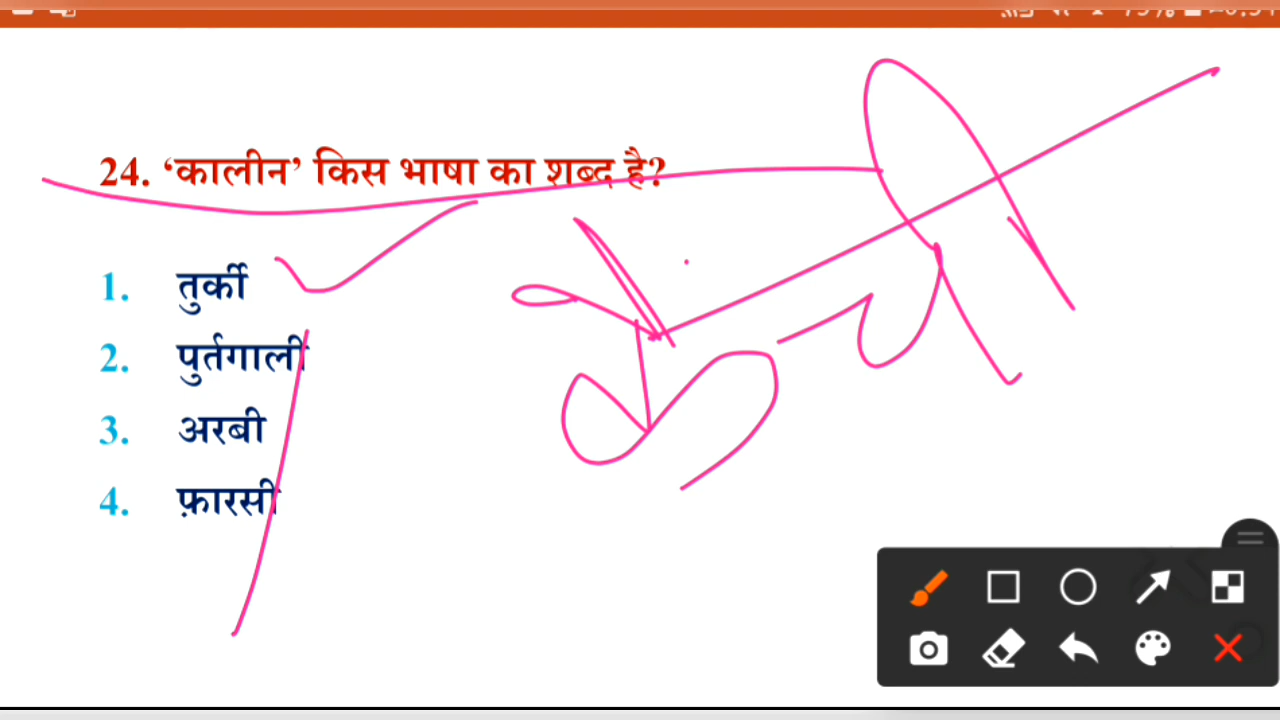 24. ‘कालीन’ किस भाषा का शब्द है?
1. तुर्की
2. पुर्तगाली
3. अरबी
4. फ़ारसी